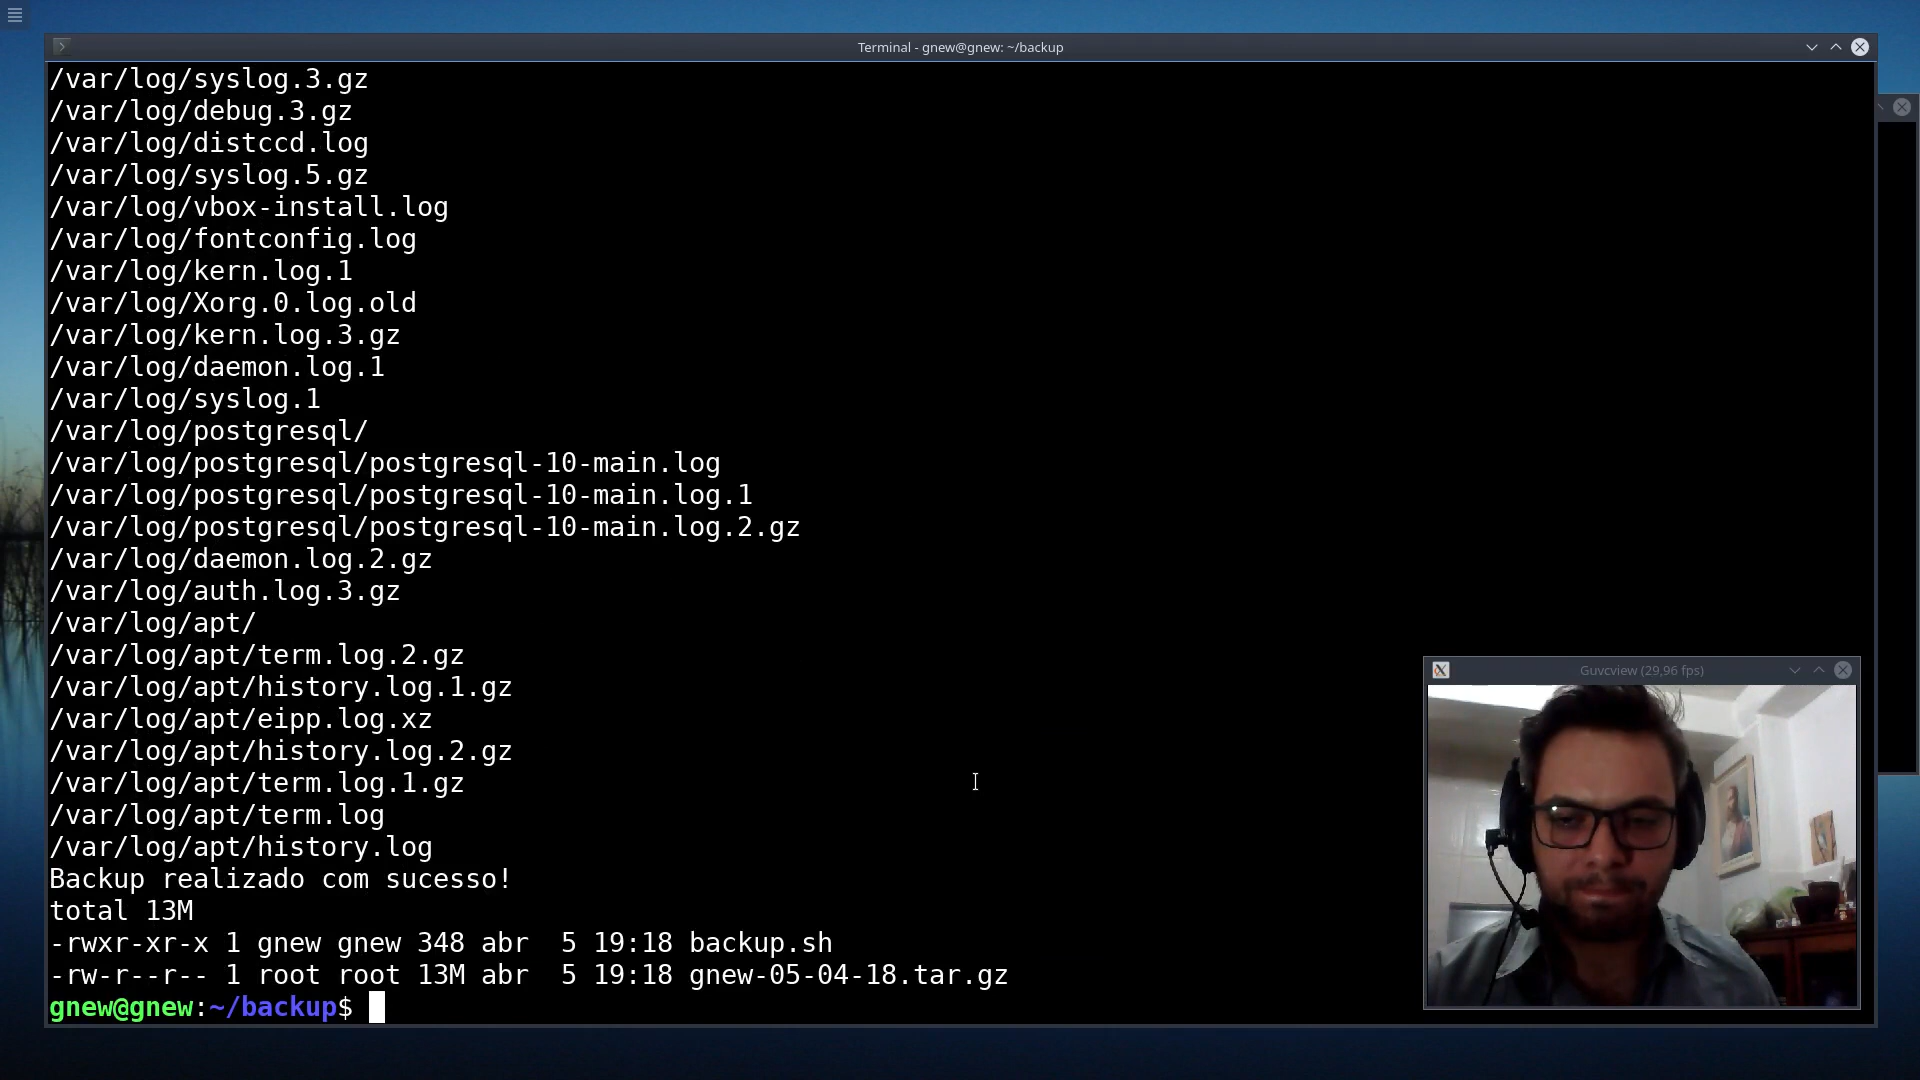 Terminal - gnew@gnew: ~/backup
/var/log/syslog.3.gz
/var/log/debug.3.gz
/var/log/distccd.log
/var/log/syslog.5.gz
/var/log/vbox-install.log
/var/log/fontconfig.log
/var/log/kern.log.1
/var/log/Xorg.0.log.old
/var/log/kern.log.3.gz
/var/log/daemon.log.1
/var/log/syslog.1
/var/log/postgresql/
/var/log/postgresql/postgresql-10-main.log
/var/log/postgresql/postgresql-10-main.log.1
/var/log/postgresql/postgresql-10-main.log.2.gz
/var/log/daemon.log.2.gz
/var/log/auth.log.3.gz
/var/log/apt/
/var/log/apt/term.log.2.gz
/var/log/apt/history.log.1.gz
/var/log/apt/eipp.log.xz
/var/log/apt/history.log.2.gz
/var/log/apt/term.log.1.gz
/var/log/apt/term.log
/var/log/apt/history.log
Backup realizado com sucesso!
total 13M
-rwxr-xr-x 1 gnew gnew 348 abr  5 19:18 backup.sh
-rw-r--r-- 1 root root 13M abr  5 19:18 gnew-05-04-18.tar.gz
gnew@gnew:~/backup$
Guvcview (29,96 fps)